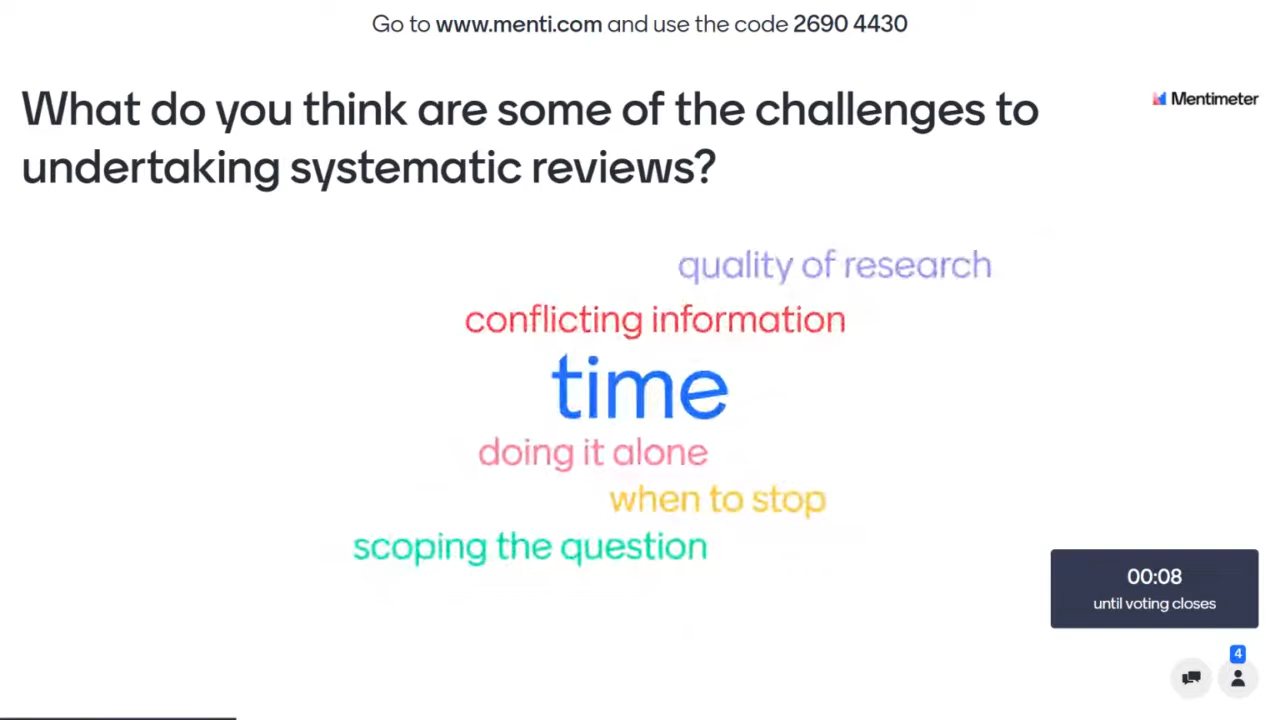 Go to www.menti.com and use the code 2690 4430
What do you think are some of the challenges to
undertaking systematic reviews?
Mentimeter
quality of research
conflicting information
time
doing it alone
when to stop
scoping the question
00:08
until voting closes
4